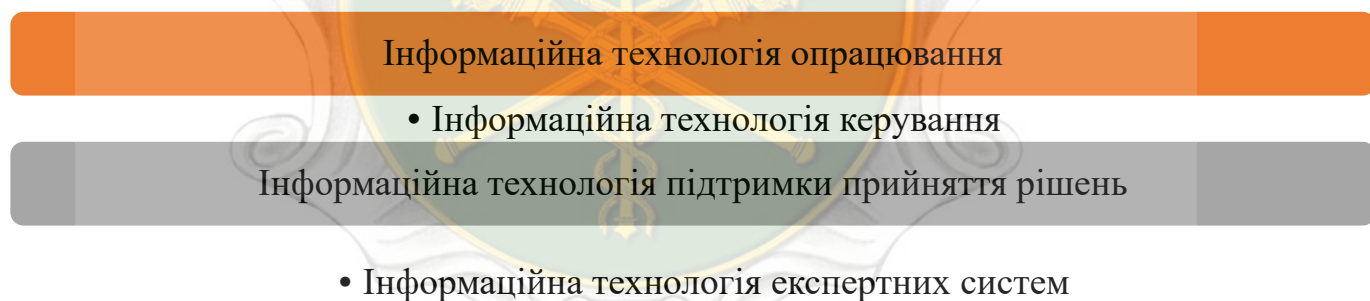 Інформаційна технологія опрацювання
• Інформаційна технологія керування
Інформаційна технологія підтримки прийняття рішень
• Інформаційна технологія експертних систем